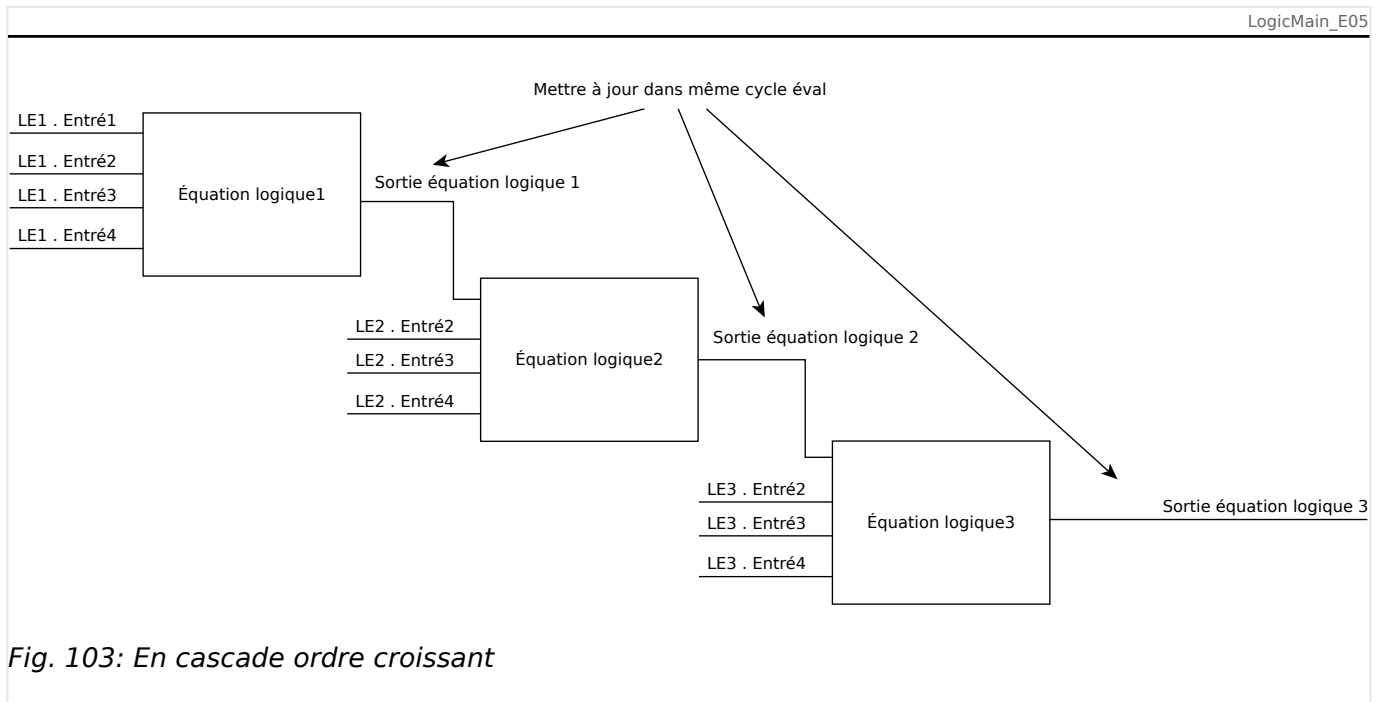 LogicMain_E05
Mettre à jour dans même cycle éval
LE1 . Entré1
LE1 . Entré2
LE1 . Entré3
LE1 . Entré4
Équation logique1
Sortie équation logique 1
LE2 . Entré2
LE2 . Entré3
LE2 . Entré4
Équation logique2
Sortie équation logique 2
LE3 . Entré2
LE3 . Entré3
LE3 . Entré4
Équation logique3
Sortie équation logique 3
Fig. 103: En cascade ordre croissant